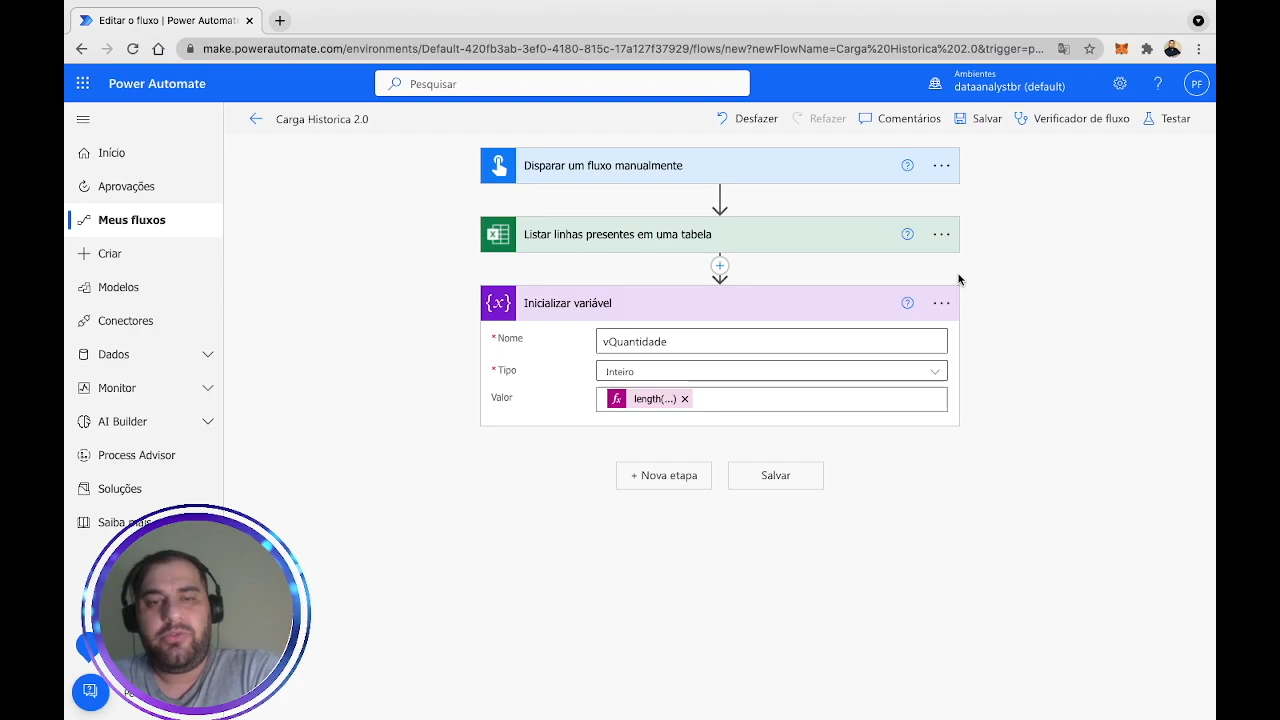 Editar o fluxo | Power Automat
make.powerautomate.com/environments/Default-420fb3ab-3ef0-4180-815c-17a127f37929/flows/new?newFlowName=Carga%20Historica%202.0&trigger=p...
Power Automate
Pesquisar
Ambientes
dataanalystbr (default)
PF
Carga Historica 2.0
Desfazer
Refazer
Comentários
Salvar
Verificador de fluxo
Testar
Início
Aprovações
Meus fluxos
Criar
Modelos
Conectores
Dados
Monitor
AI Builder
Process Advisor
Soluções
Saiba mais
Disparar um fluxo manualmente
Listar linhas presentes em uma tabela
{x} Inicializar variável
* Nome
vQuantidade
* Tipo
Inteiro
Valor
fx length(...) ×
+ Nova etapa
Salvar